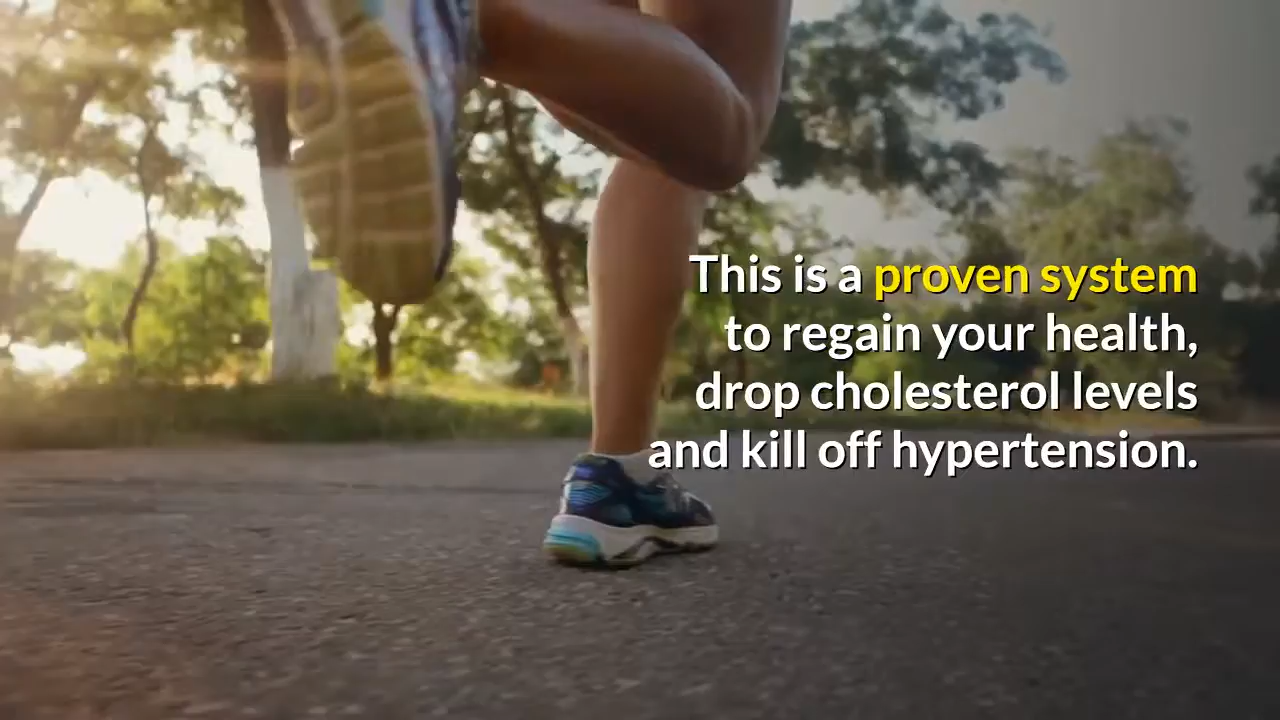 This is a proven system
to regain your health,
drop cholesterol levels
and kill off hypertension.